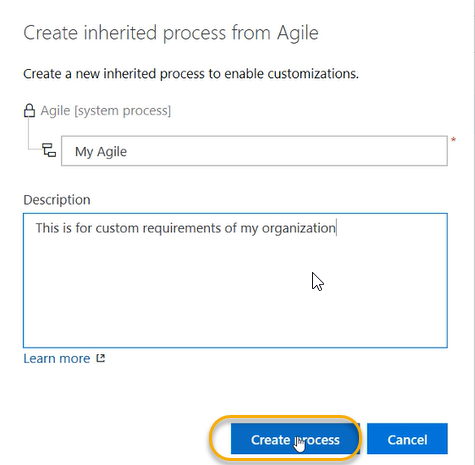 Create inherited process from Agile
Create a new inherited process to enable customizations.
Agile [system process]
My Agile
*
Description
This is for custom requirements of my organization
Learn more
Create process
Cancel